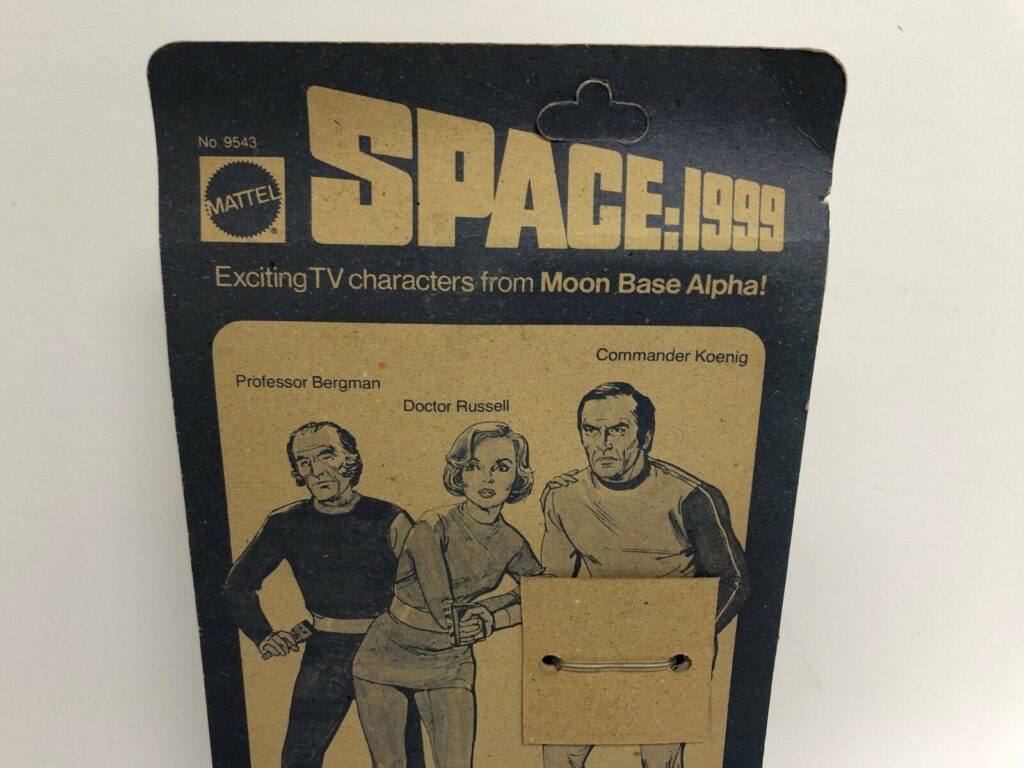 No. 9543
MATTEL
®
SPACE:1999
Exciting TV characters from Moon Base Alpha!
Commander Koenig
Professor Bergman
Doctor Russell